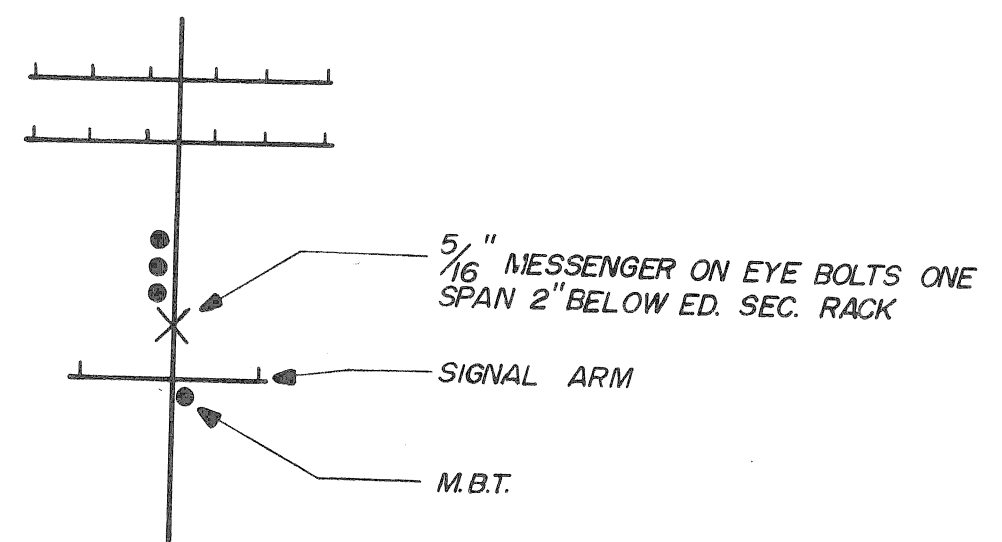 5/16" MESSENGER ON EYE BOLTS ONE
SPAN 2" BELOW ED. SEC. RACK
SIGNAL ARM
M.B.T.